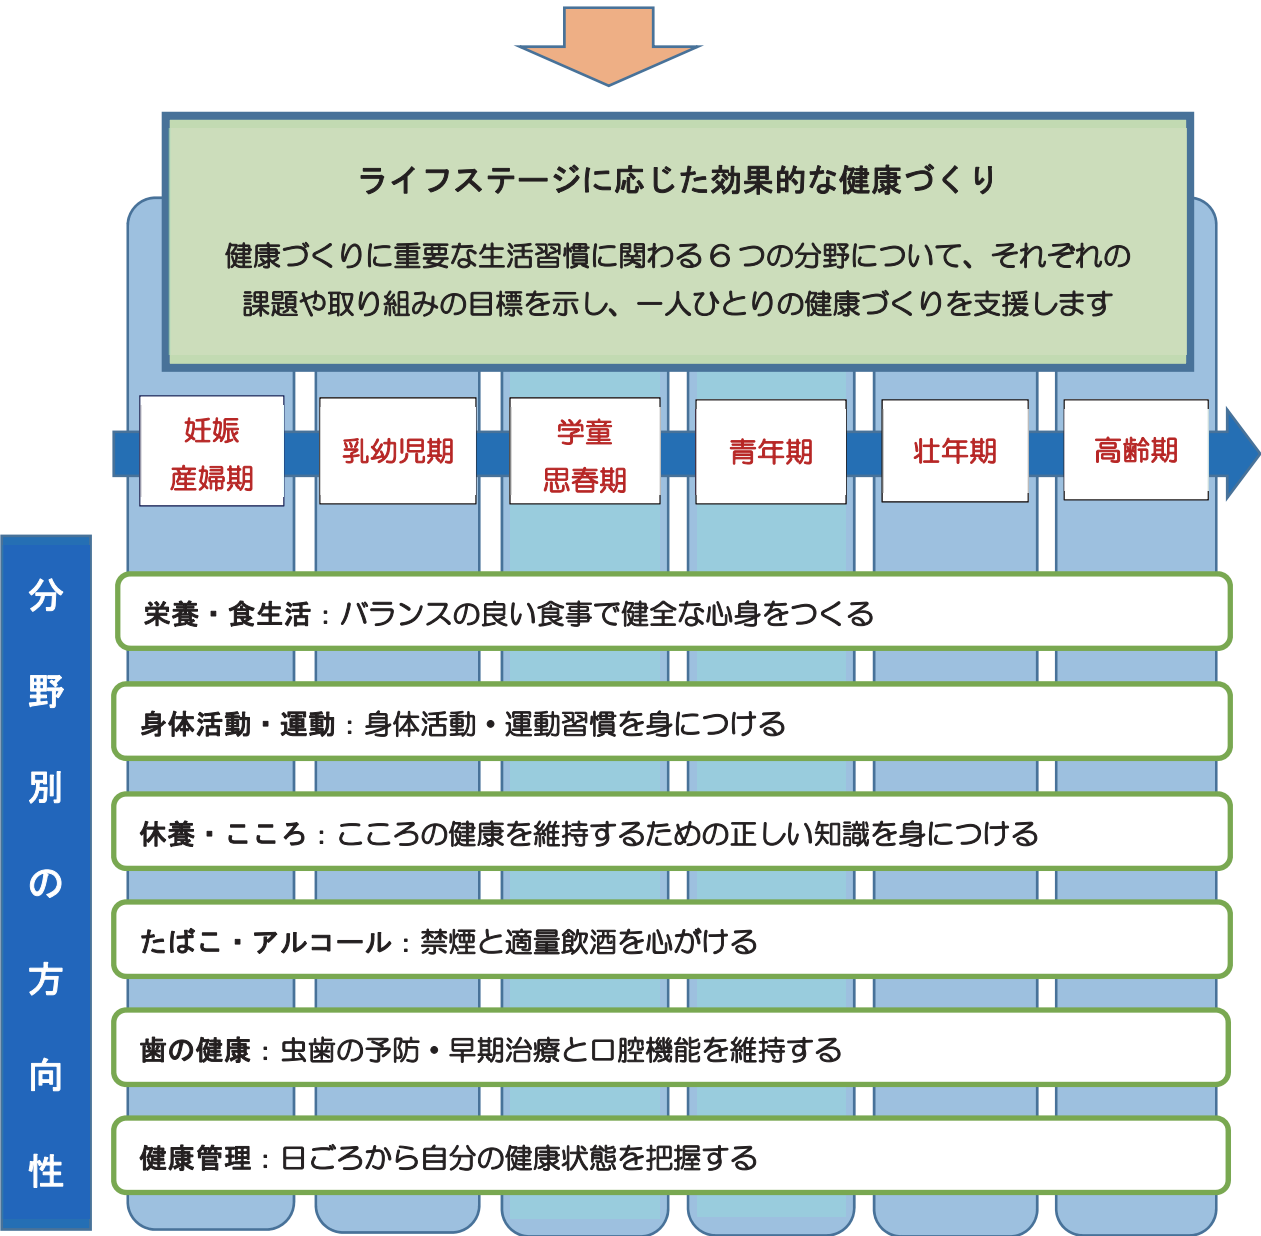 ライフステージに応じた効果的な健康づくり
健康づくりに重要な生活習慣に関わる６つの分野について、それぞれの
課題や取り組みの目標を示し、一人ひとりの健康づくりを支援します
妊娠
産婦期
乳幼児期
学童
思春期
青年期
壮年期
高齢期
分野別の方向性
栄養・食生活：バランスの良い食事で健全な心身をつくる
身体活動・運動：身体活動・運動習慣を身につける
休養・こころ：こころの健康を維持するための正しい知識を身につける
たばこ・アルコール：禁煙と適量飲酒を心がける
歯の健康：虫歯の予防・早期治療と口腔機能を維持する
健康管理：日ごろから自分の健康状態を把握する